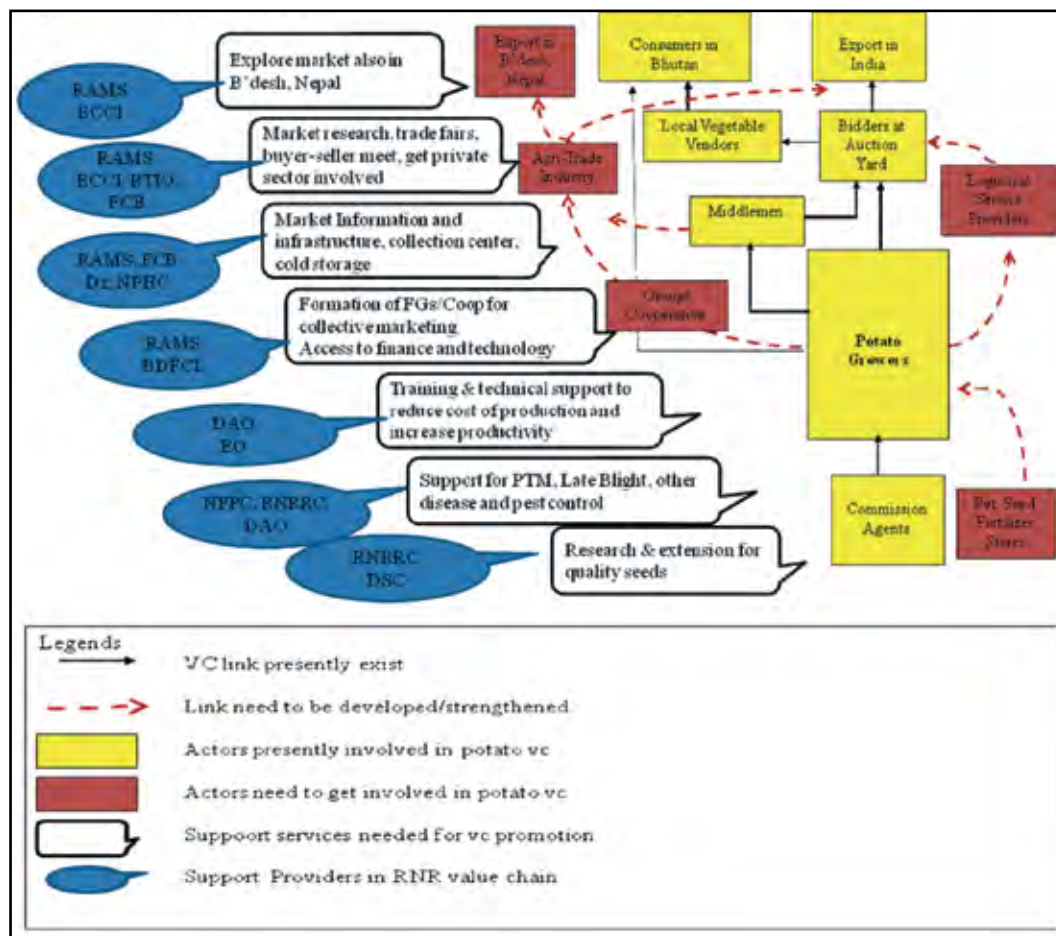 RAMS
BCCI
Explore market also in
B'desh, Nepal
Export in
B'desh,
Nepal
Consumers in
Bhutan
Export in
India
RAMS
BCCI, BTFO,
FCB
Market research, trade fairs,
buyer-seller meet, get private
sector involved
Agri-Trade
Industry
Local Vegetable
Vendors
Bidders at
Auction
Yard
Logistical
Service
Providers
RAMS, FCB
NPHC
Market Information and
infrastructure, collection center,
cold storage
Middlemen
RAMS
BDFCL
Formation of FGs/Coop for
collective marketing
Access to finance and technology
Cooperative
Potato
Growers
DAO
EO
Training & technical support to
reduce cost of production and
increase productivity
NPPC, RNRRC,
DAO
Support for PTM, Late Blight, other
disease and pest control
Commission
Agents
Seed
Fertilizer
Stores
RNRRC
DSC
Research & extension for
quality seeds
Legends
VC link presently exist
Link need to be developed/strengthened
Actors presently involved in potato vc
Actors need to get involved in potato vc
Suppoort services needed for vc promotion
Support Providers in RNR value chain